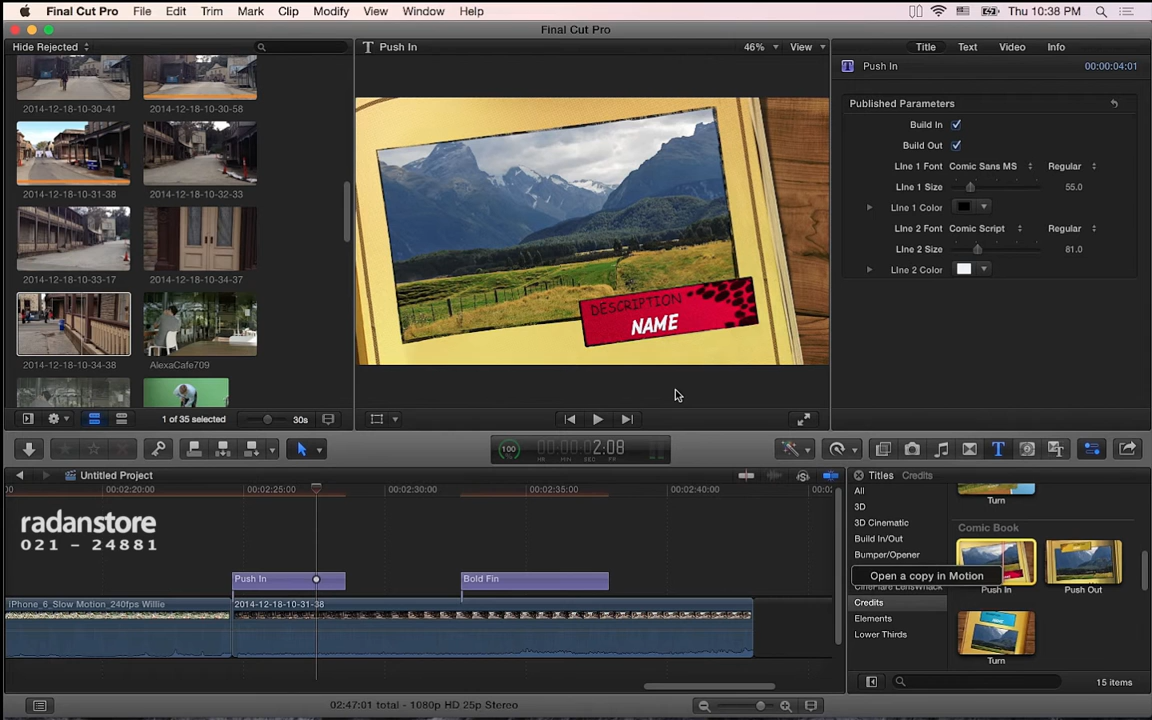 Final Cut Pro File Edit Trim Mark Clip Modify View Window Help
Thu 10:38 PM
Final Cut Pro
Hide Rejected
T Push In 46% View
Title Text Video Info
Push In 00:00:04:01
Published Parameters
Build In
Build Out
LIne 1 Font Comic Sans MS Regular
LIne 1 Size 55.0
LIne 1 Color
LIne 2 Font Comic Script Regular
LIne 2 Size 81.0
LIne 2 Color
2014-12-18-10-30-41 2014-12-18-10-30-58
2014-12-18-10-31-38 2014-12-18-10-32-33
2014-12-18-10-33-17 2014-12-18-10-34-37
2014-12-18-10-34-38 AlexaCafe709
DESCRIPTION
NAME
1 of 35 selected 30s
100
2:08
HR MIN SEC FR
Untitled Project
00:02:20:00 00:02:25:00 00:02:30:00 00:02:35:00 00:02:40:00
radanstore
021 - 24881
Push In Bold Fin
iPhone_6_Slow Motion_240fps Willie 2014-12-18-10-31-38
Titles Credits
All
3D
3D Cinematic
Build In/Out
Bumper/Opener
Credits
Elements
Lower Thirds
Turn
Comic Book
Open a copy in Motion
Push In Push Out
Turn
15 items
02:47:01 total - 1080p HD 25p Stereo